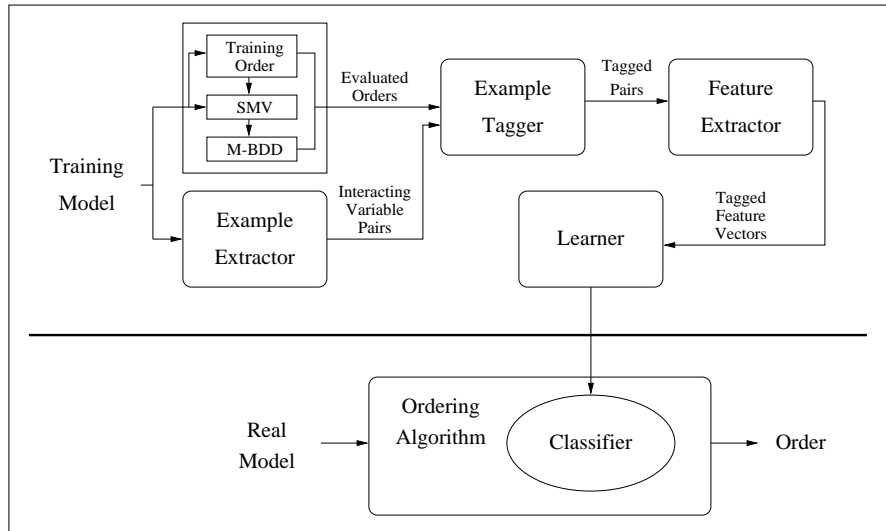 Training
Order
SMV
M-BDD
Evaluated
Orders
Example
Tagger
Tagged
Pairs
Feature
Extractor
Training
Model
Example
Extractor
Interacting
Variable
Pairs
Learner
Tagged
Feature
Vectors
Real
Model
Ordering
Algorithm
Classifier
Order